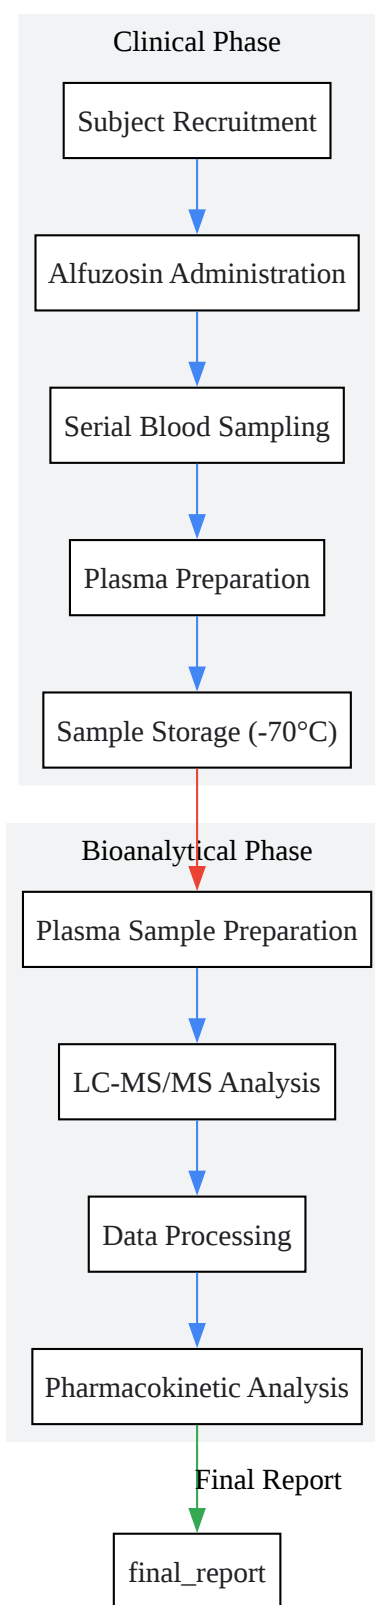 Clinical Phase
Subject Recruitment
Alfuzosin Administration
Serial Blood Sampling
Plasma Preparation
Sample Storage (-70°C)
Bioanalytical Phase
Plasma Sample Preparation
LC-MS/MS Analysis
Data Processing
Pharmacokinetic Analysis
Final Report
final_report